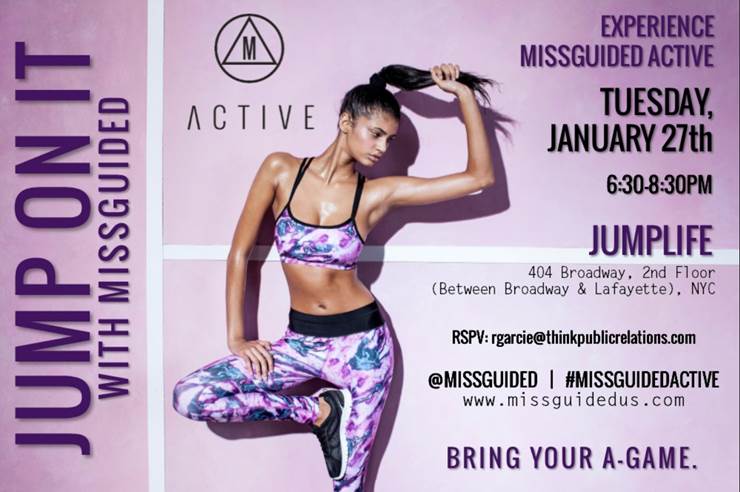 JUMP ON IT
WITH MISSGUIDED
M
ACTIVE
EXPERIENCE
MISSGUIDED ACTIVE
TUESDAY,
JANUARY 27th
6:30-8:30PM
JUMPLIFE
404 Broadway, 2nd Floor
(Between Broadway & Lafayette), NYC
RSPV: rgarcie@thinkpublicrelations.com
@MISSGUIDED | #MISSGUIDEDACTIVE
www.missguidedus.com
BRING YOUR A-GAME.